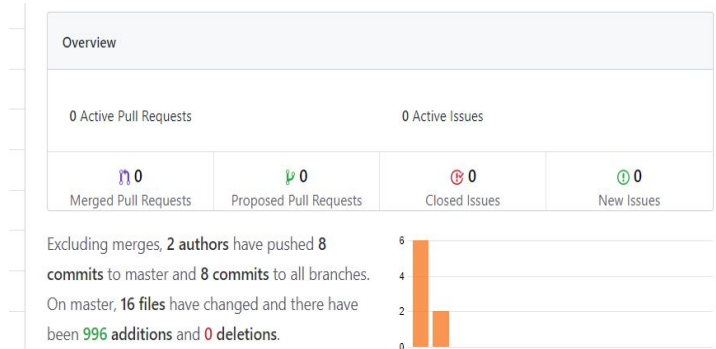 Overview
0 Active Pull Requests
0 Active Issues
0
Merged Pull Requests
0
Proposed Pull Requests
0
Closed Issues
0
New Issues
Excluding merges, 2 authors have pushed 8
commits to master and 8 commits to all branches.
On master, 16 files have changed and there have
been 996 additions and 0 deletions.
6
4
2
0